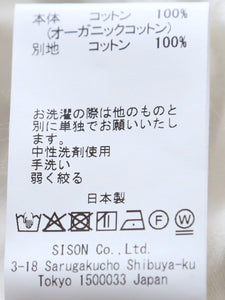 本体　コットン　100%
(オーガニックコットン)
別地　コットン　100%
お洗濯の際は他のものと
別に単独でお願いいたし
ます。
中性洗剤使用
手洗い
弱く絞る
日本製
SISON Co.,Ltd.
3-18 Sarugakucho Shibuya-ku
Tokyo 1500033 Japan